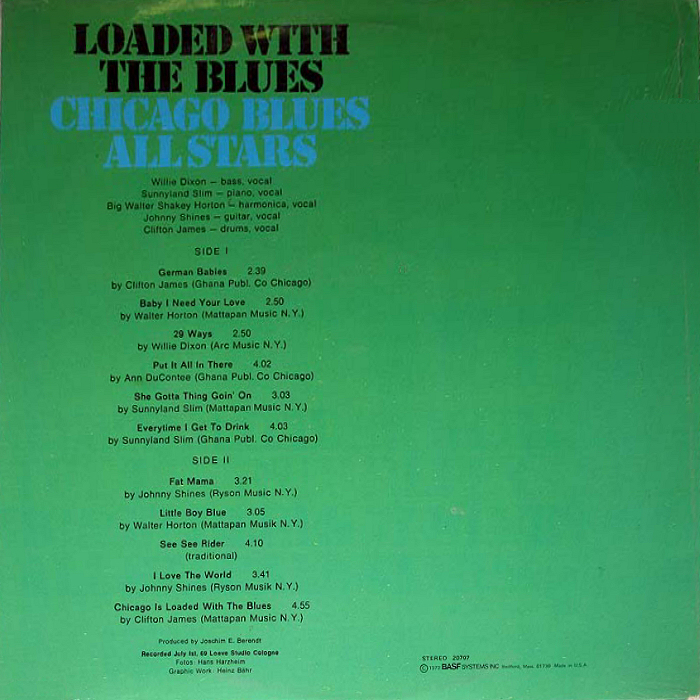 LOADED WITH
THE BLUES
CHICAGO BLUES
ALL STARS
Willie Dixon — bass, vocal
Sunnyland Slim — piano, vocal
Big Walter Shakey Horton — harmonica, vocal
Johnny Shines — guitar, vocal
Clifton James — drums, vocal
SIDE I
German Babies 2.39
by Clifton James (Ghana Publ. Co Chicago)
Baby I Need Your Love 2.50
by Walter Horton (Mattapan Music N.Y.)
29 Ways 2.50
by Willie Dixon (Arc Music N.Y.)
Put It All In There 4.02
by Ann DuContee (Ghana Publ. Co Chicago)
She Gotta Thing Goin' On 3.03
by Sunnyland Slim (Mattapan Music N.Y.)
Everytime I Get To Drink 4.03
by Sunnyland Slim (Ghana Publ. Co Chicago)
SIDE II
Fat Mama 3.21
by Johnny Shines (Ryson Music N.Y.)
Little Boy Blue 3.05
by Walter Horton (Mattapan Musik N.Y.)
See See Rider 4.10
(traditional)
I Love The World 3.41
by Johnny Shines (Ryson Musik N.Y.)
Chicago Is Loaded With The Blues 4.55
by Clifton James (Mattapan Music N.Y.)
Produced by Joachim E. Berendt
Recorded July Ist, 69 Loeve Studio Cologne
Fotos: Hans Harzheim
Graphic Work: Heinz Bähr
STEREO 20707
© 1973 BASF SYSTEMS INC Bedford, Mass. 01730 Made in U.S.A.